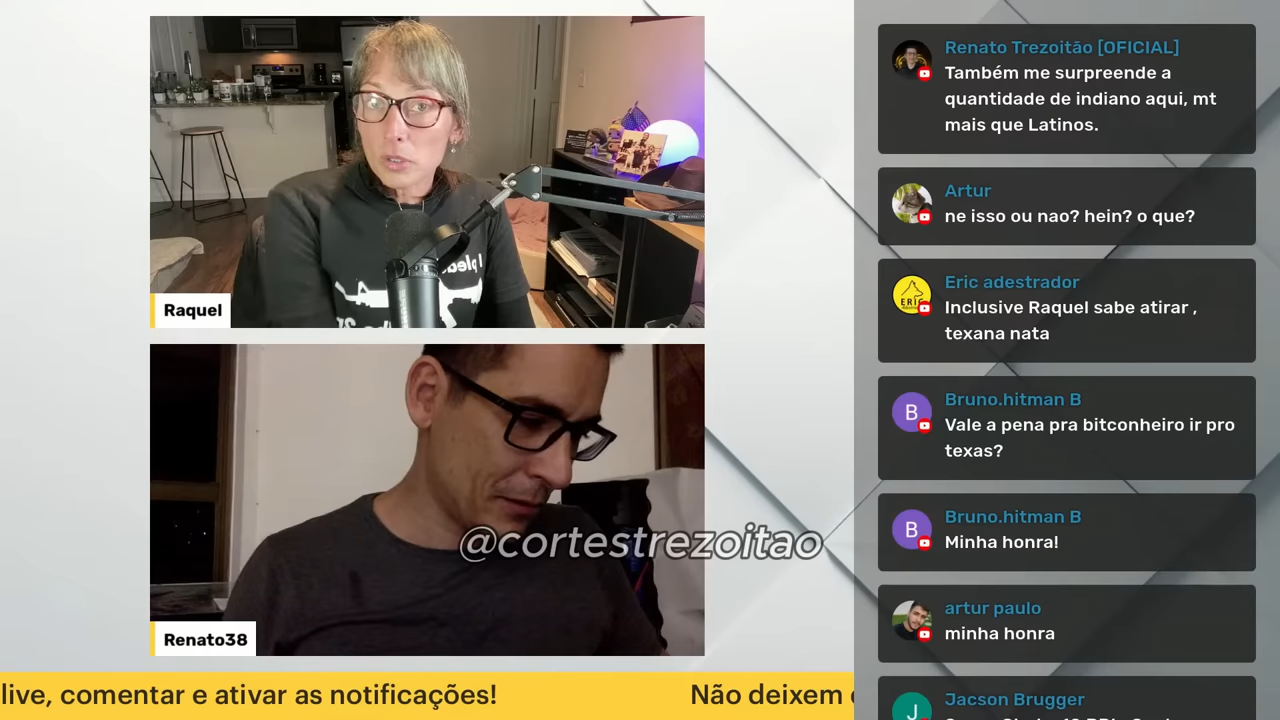 Raquel
Renato38
@cortestrezoitao
live, comentar e ativar as notificações!
Não deixem
Renato Trezoitão [OFICIAL]
Também me surpreende a
quantidade de indiano aqui, mt
mais que Latinos.
Artur
ne isso ou nao? hein? o que?
ERIC
Eric adestrador
Inclusive Raquel sabe atirar ,
texana nata
B
Bruno.hitman B
Vale a pena pra bitconheiro ir pro
texas?
B
Bruno.hitman B
Minha honra!
artur paulo
minha honra
J
Jacson Brugger